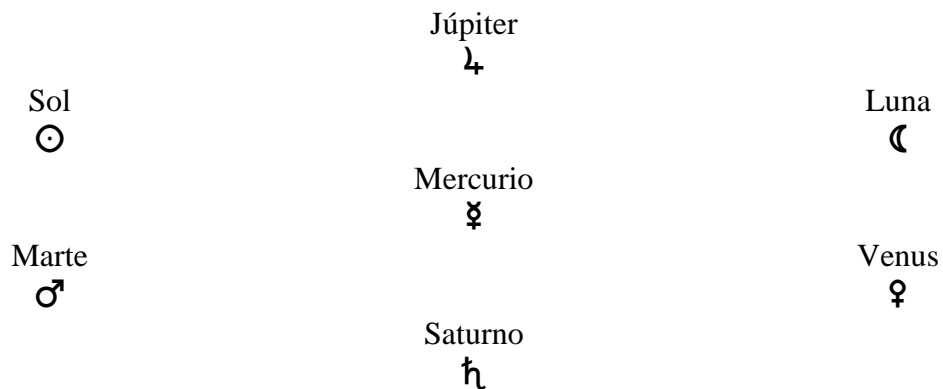 Júpiter
♃
Sol Luna
☉ ☾
Mercurio
☿
Marte Venus
♂ ♀
Saturno
♄